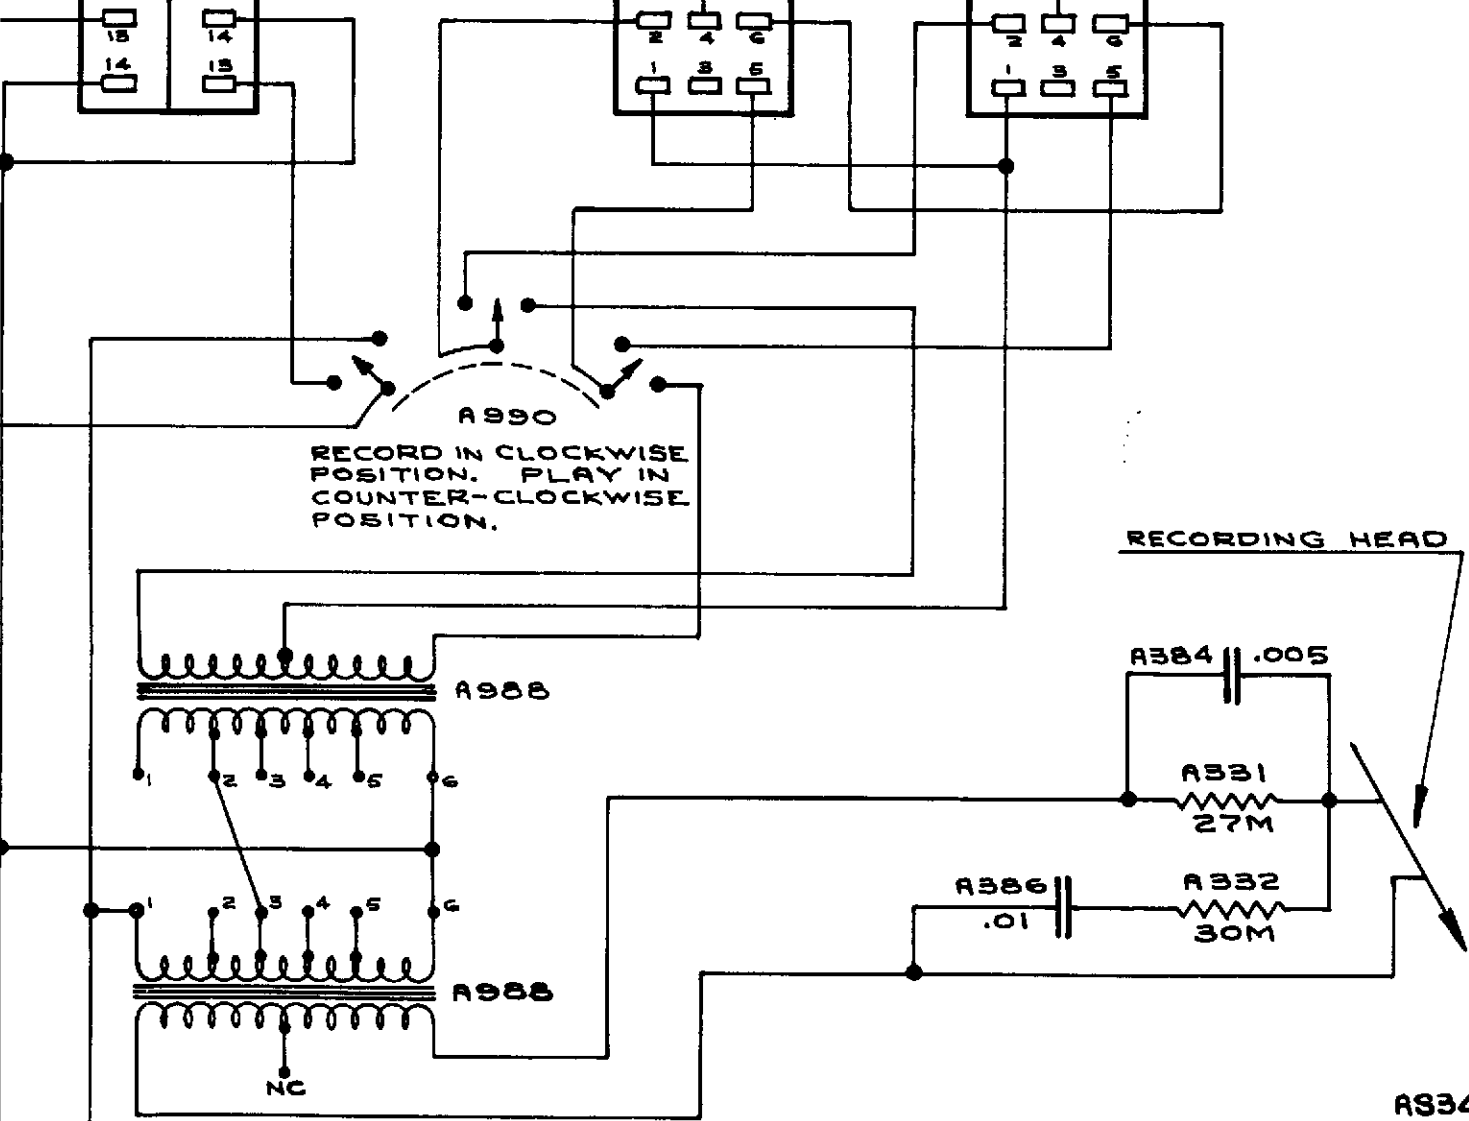 13 14
14 13
2 4 6
1 3 5
2 4 6
1 3 5
A990
RECORD IN CLOCKWISE
POSITION. PLAY IN
COUNTER-CLOCKWISE
POSITION.
RECORDING HEAD
A384 .005
A988
1 2 3 4 5 6
A331
27M
1 2 3 4 5 6
A386 A332
.01 30M
A988
NC